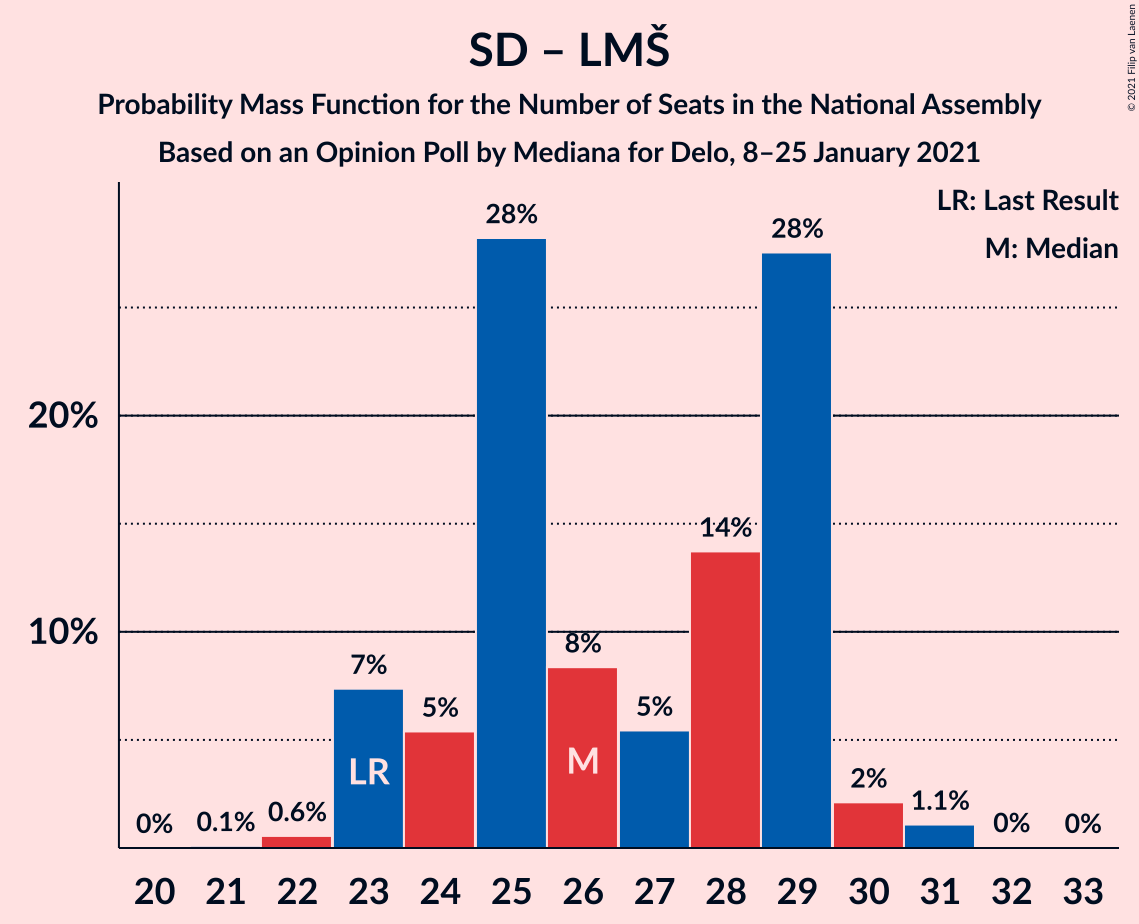 SD – LMŠ
Probability Mass Function for the Number of Seats in the National Assembly
Based on an Opinion Poll by Mediana for Delo, 8–25 January 2021
© 2021 Filip van Laenen
LR: Last Result
M: Median
20%
10%
0%
0.1%
0.6%
7%
5%
28%
8%
5%
14%
28%
2%
1.1%
0%
0%
LR
M
20 21 22 23 24 25 26 27 28 29 30 31 32 33